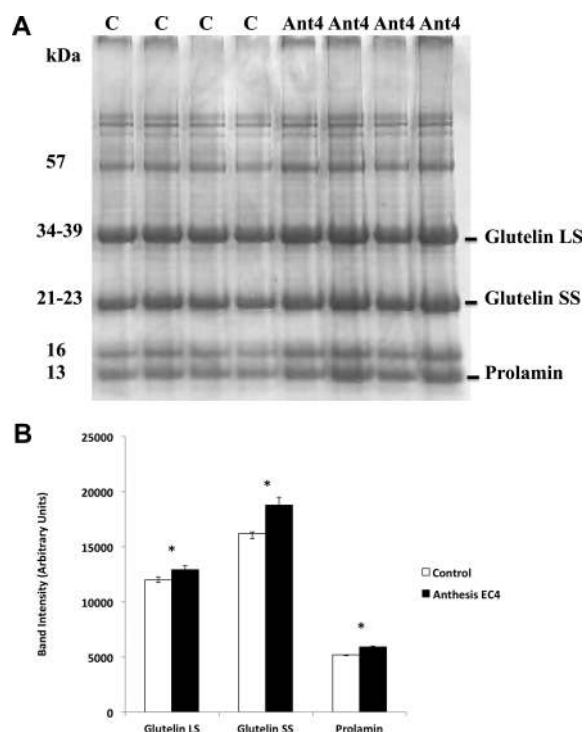 A
C C C C Ant4 Ant4 Ant4 Ant4
kDa
57
34-39
Glutelin LS
21-23
Glutelin SS
16
13
Prolamin
B
Band Intensity (Arbitrary Units)
25000
20000
15000
10000
5000
0
*
*
*
Control
Anthesis EC4
Glutelin LS Glutelin SS Prolamin